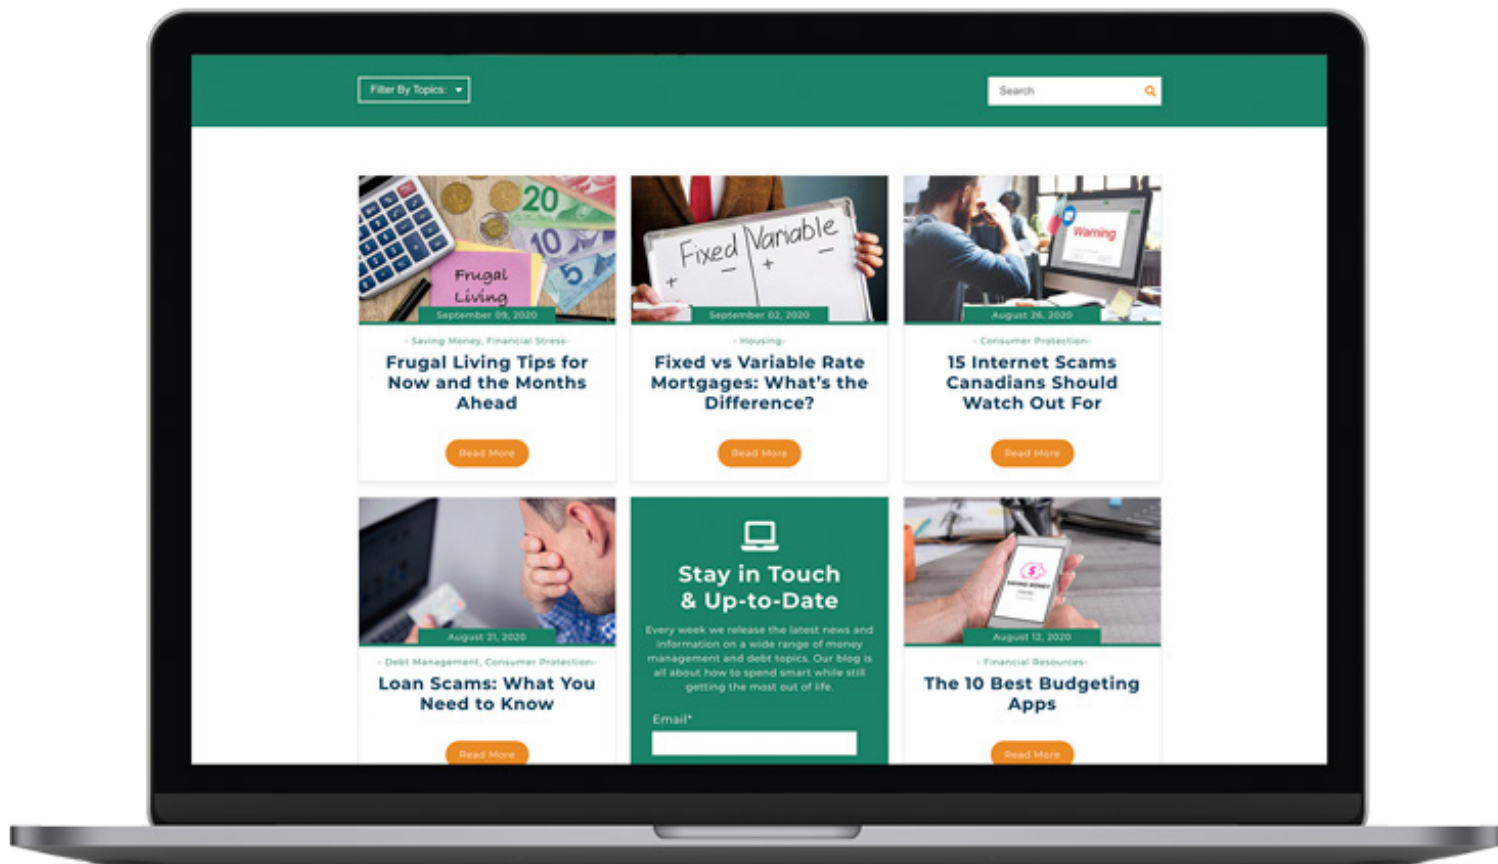 Filter By Topics:
Search
20
10
5
Frugal
Living
September 09, 2020
- Saving Money, Financial Stress-
Frugal Living Tips for
Now and the Months
Ahead
Read More
Fixed Variable
+ − + −
September 02, 2020
- Housing-
Fixed vs Variable Rate
Mortgages: What's the
Difference?
Read More
Warning
August 26, 2020
- Consumer Protection-
15 Internet Scams
Canadians Should
Watch Out For
Read More
August 21, 2020
- Debt Management, Consumer Protection-
Loan Scams: What You
Need to Know
Read More
Stay in Touch
& Up-to-Date
Every week we release the latest news and
information on a wide range of money
management and debt topics. Our blog is
all about how to spend smart while still
getting the most out of life.
Email*
$
SAVING MONEY
August 12, 2020
- Financial Resources-
The 10 Best Budgeting
Apps
Read More